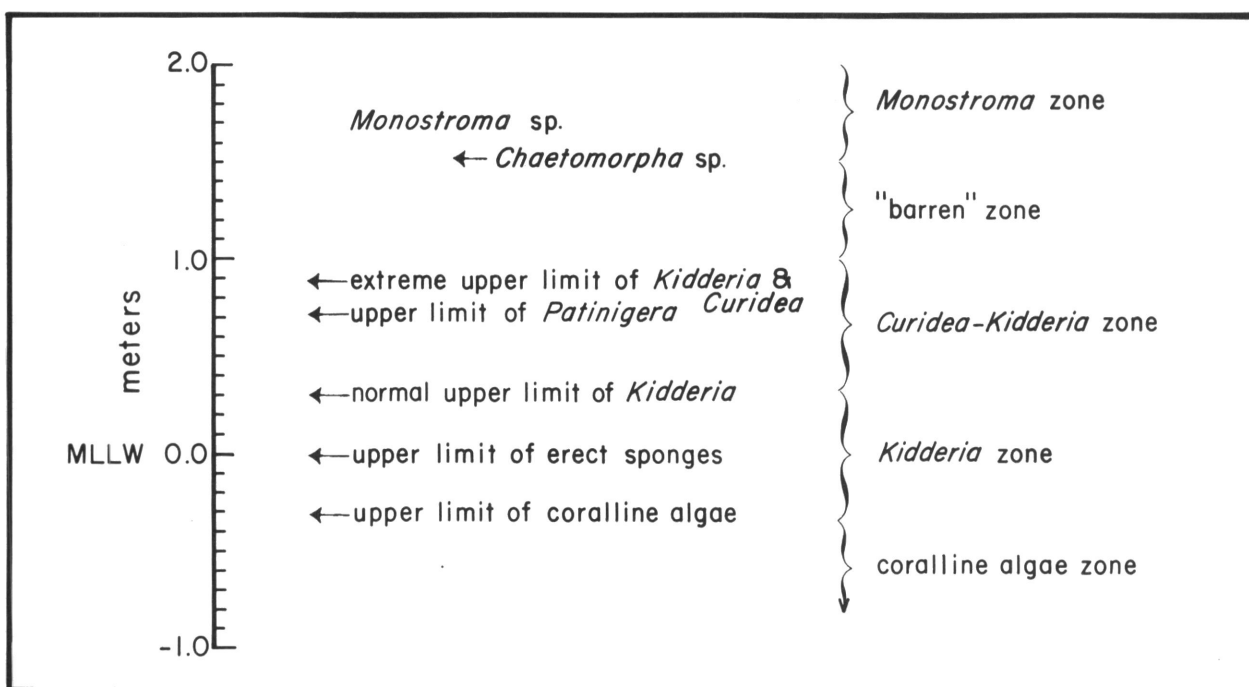 2.0
1.0
MLLW 0.0
-1.0
meters
Monostroma sp.
← Chaetomorpha sp.
←extreme upper limit of Kidderia &
←upper limit of Patinigera Curidea
←normal upper limit of Kidderia
←upper limit of erect sponges
←upper limit of coralline algae
Monostroma zone
"barren" zone
Curidea-Kidderia zone
Kidderia zone
coralline algae zone